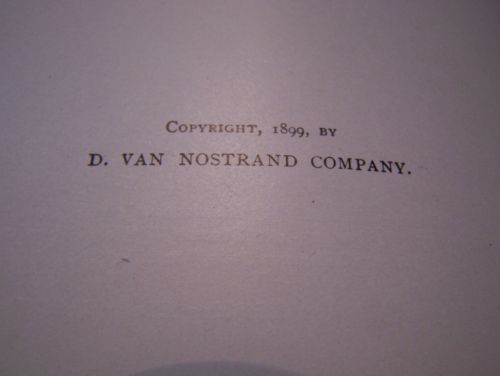 Copyright, 1899, by
D. VAN NOSTRAND COMPANY.